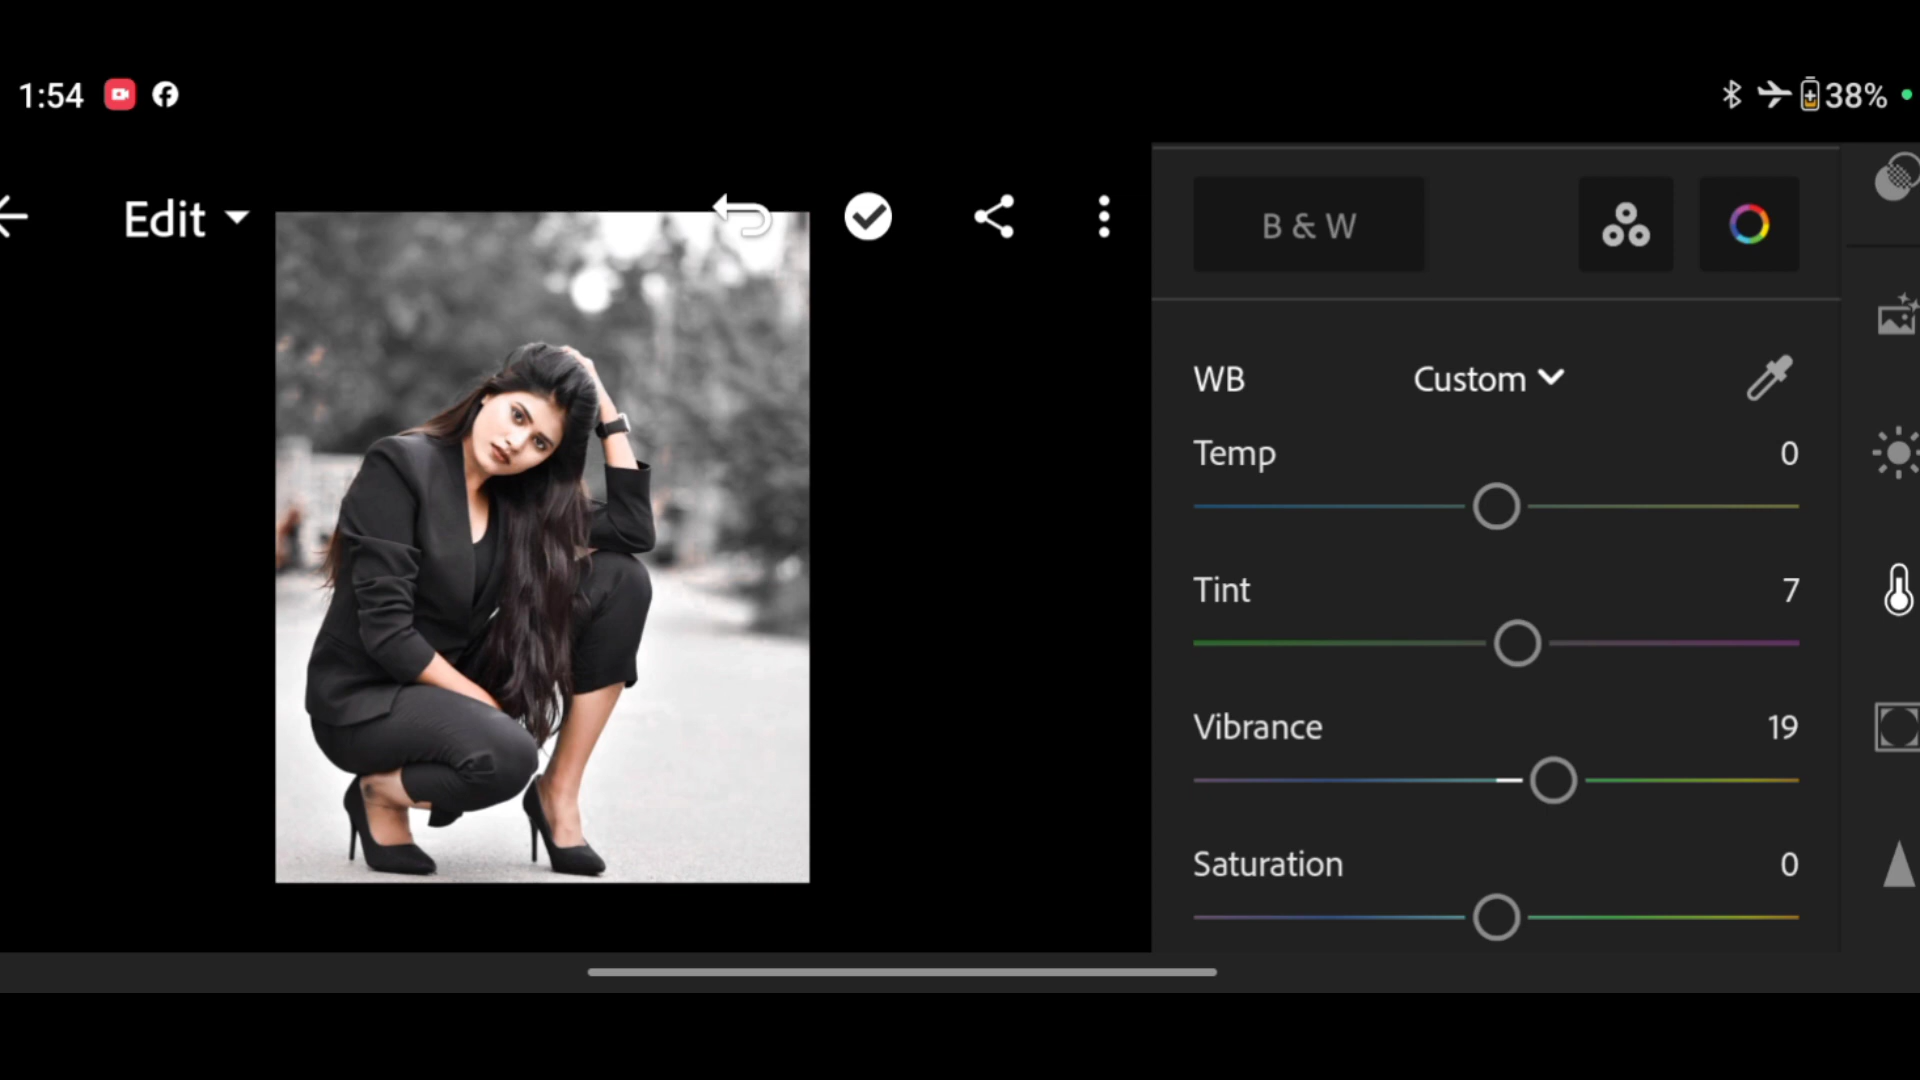 1:54
38%
Edit
B & W
WB Custom
Temp 0
Tint 7
Vibrance 19
Saturation 0